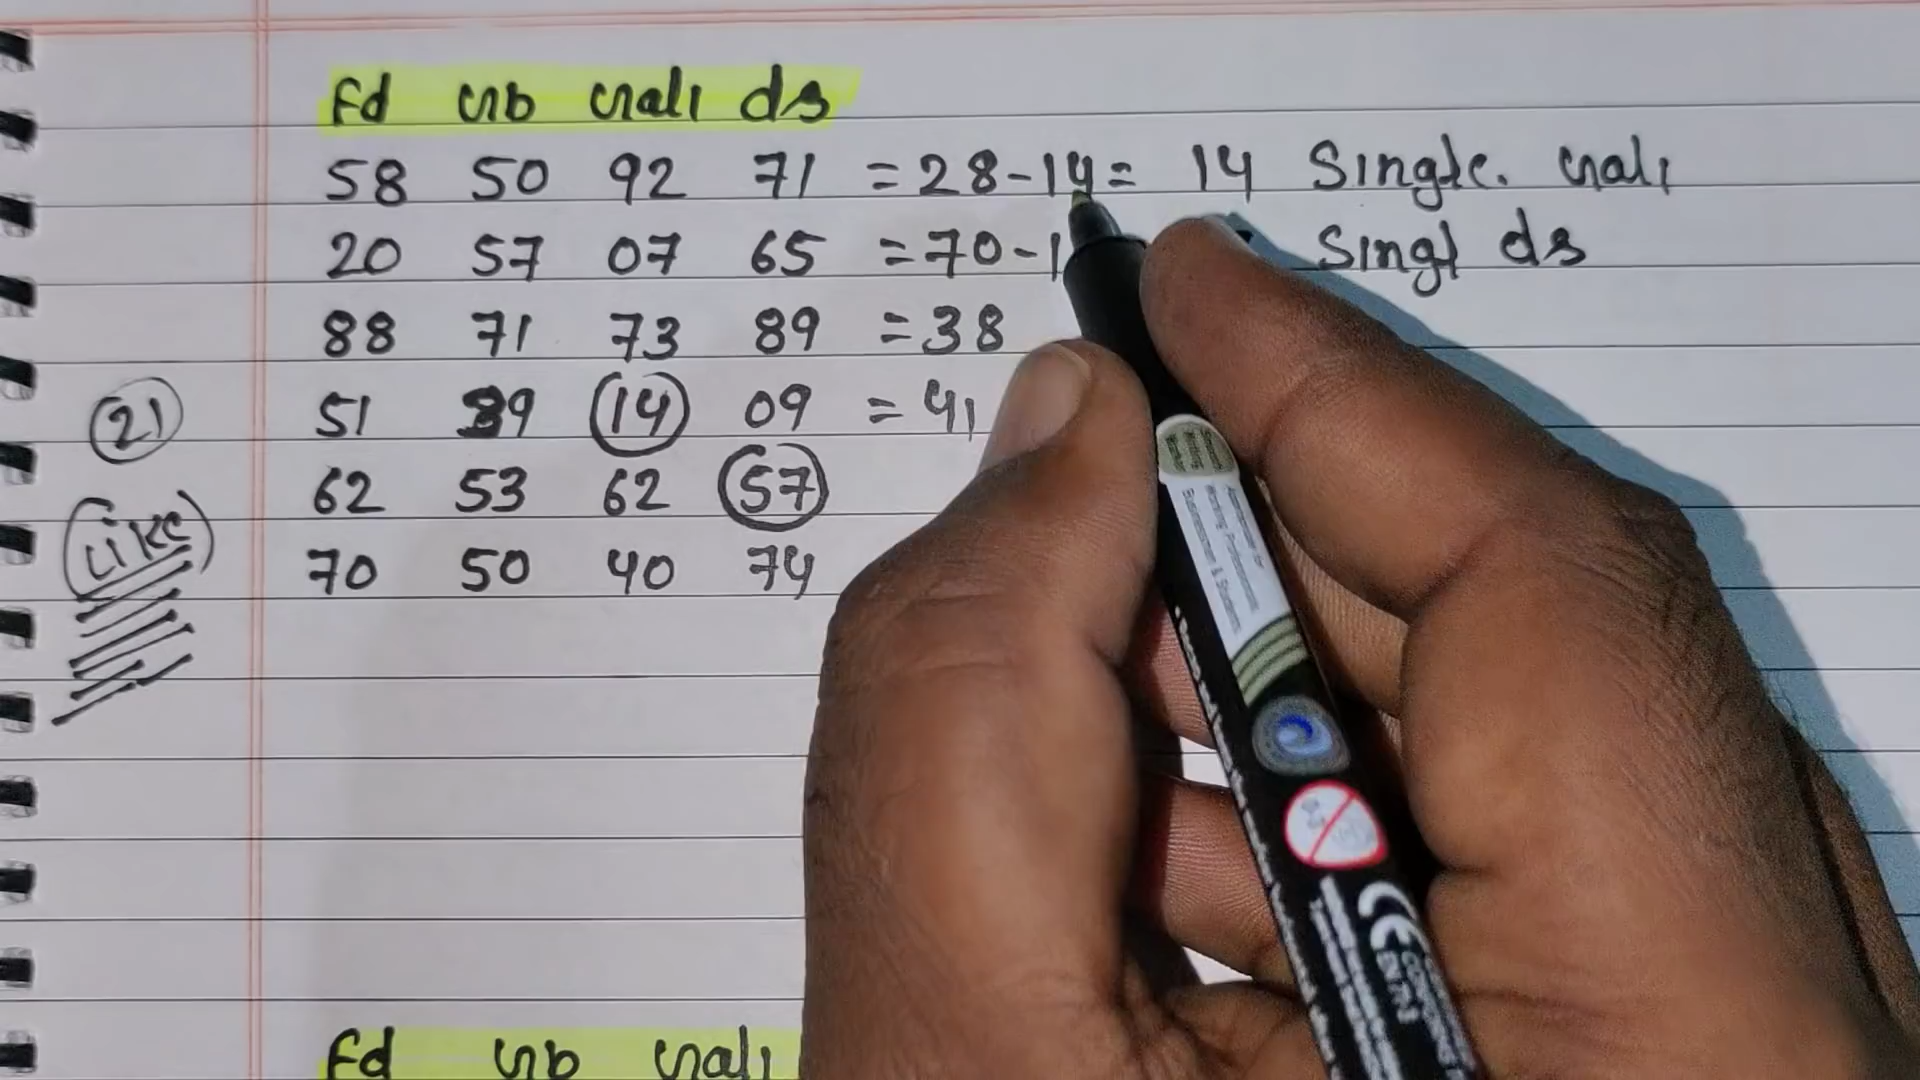 Fd GB Gali ds
58 50 92 71 = 28-14 = 14 Single. Gali
20 57 07 65 = 70-1 Singl ds
88 71 73 89 = 38
51 39 14 09 = 41
21
62 53 62 57
Like
70 50 40 74
Fd GB Gali